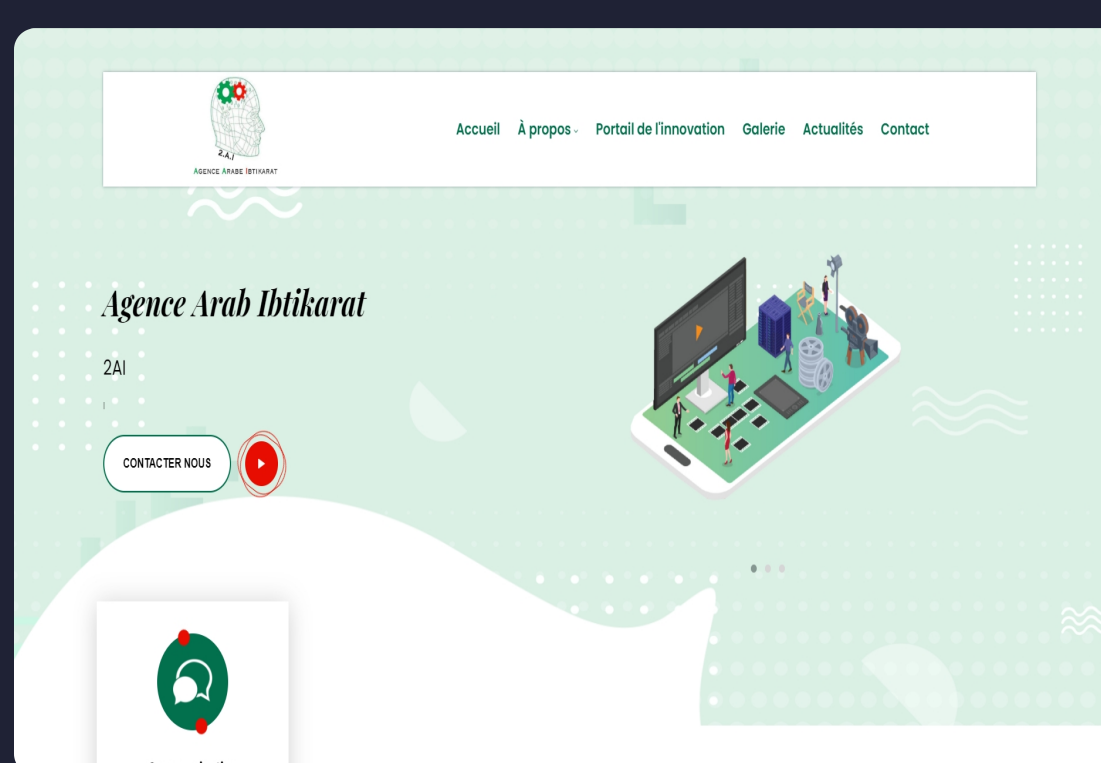 2.A.I
AGENCE ARABE IBTIKARAT
Accueil À propos Portail de l'innovation Galerie Actualités Contact
Agence Arab Ibtikarat
2AI
CONTACTER NOUS